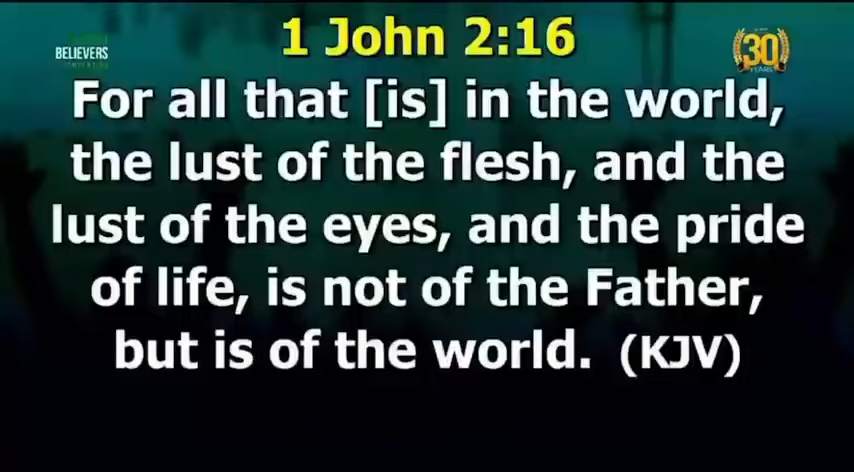 1 John 2:16
BELIEVERS
30
YEARS
For all that [is] in the world,
the lust of the flesh, and the
lust of the eyes, and the pride
of life, is not of the Father,
but is of the world. (KJV)